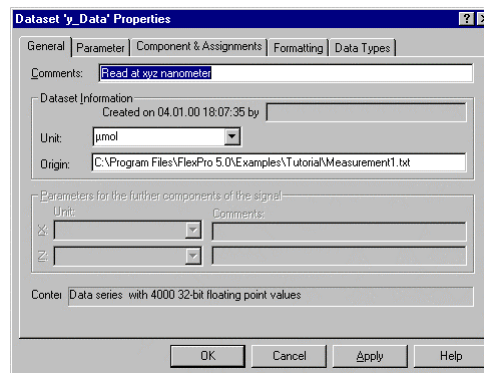 Dataset 'y_Data' Properties
General Parameter Component & Assignments Formatting Data Types
Comments: Read at xyz nanometer
Dataset Information
Created on 04.01.00 18:07:35 by
Unit: µmol
Origin: C:\Program Files\FlexPro 5.0\Examples\Tutorial\Measurement1.txt
Parameters for the further components of the signal
Unit: Comments:
X:
Z:
Conter Data series with 4000 32-bit floating point values
OK Cancel Apply Help